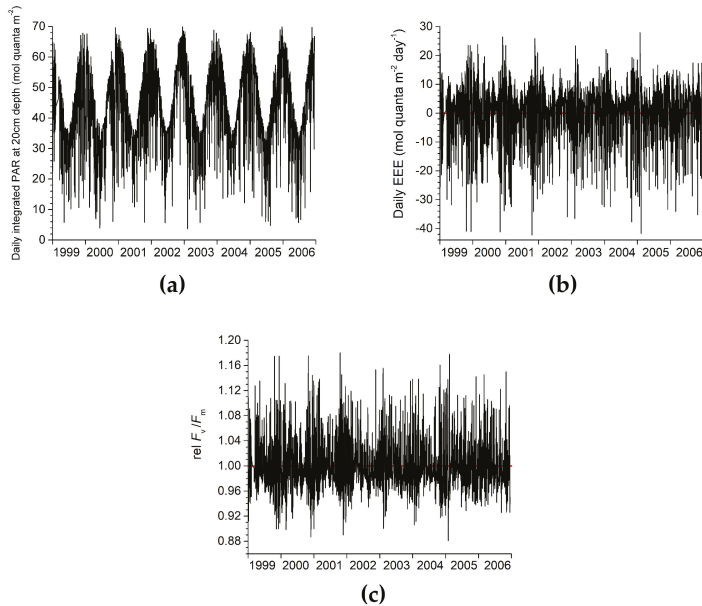 Daily integrated PAR at 20cm depth (mol quanta m⁻²)
70
60
50
40
30
20
10
0
1999 2000 2001 2002 2003 2004 2005 2006
(a)
Daily EEE (mol quanta m⁻² day⁻¹)
30
20
10
0
-10
-20
-30
-40
1999 2000 2001 2002 2003 2004 2005 2006
(b)
rel Fᵥ/Fₘ
1.20
1.16
1.12
1.08
1.04
1.00
0.96
0.92
0.88
1999 2000 2001 2002 2003 2004 2005 2006
(c)